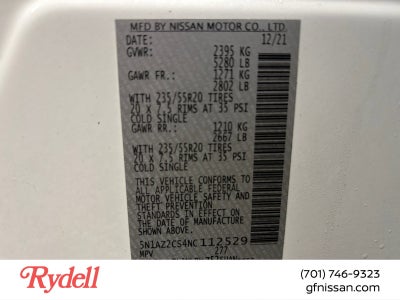 MFD BY NISSAN MOTOR CO., LTD.
DATE: 12/21
GVWR: 2395 KG
5280 LB
GAWR FR.: 1271 KG
2802 LB
WITH 235/55R20 TIRES
20 x 7.5 RIMS AT 35 PSI
COLD SINGLE
GAWR RR.: 1210 KG
2667 LB
WITH 235/55R20 TIRES
20 x 7.5 RIMS AT 35 PSI
COLD SINGLE
THIS VEHICLE CONFORMS TO
ALL APPLICABLE FEDERAL
MOTOR VEHICLE SAFETY AND
THEFT PREVENTION
STANDARDS IN EFFECT ON
THE DATE OF MANUFACTURE
SHOWN ABOVE.
5N1AZ2CS4NC112529
MPV
Rydell
(701) 746-9323
gfnissan.com